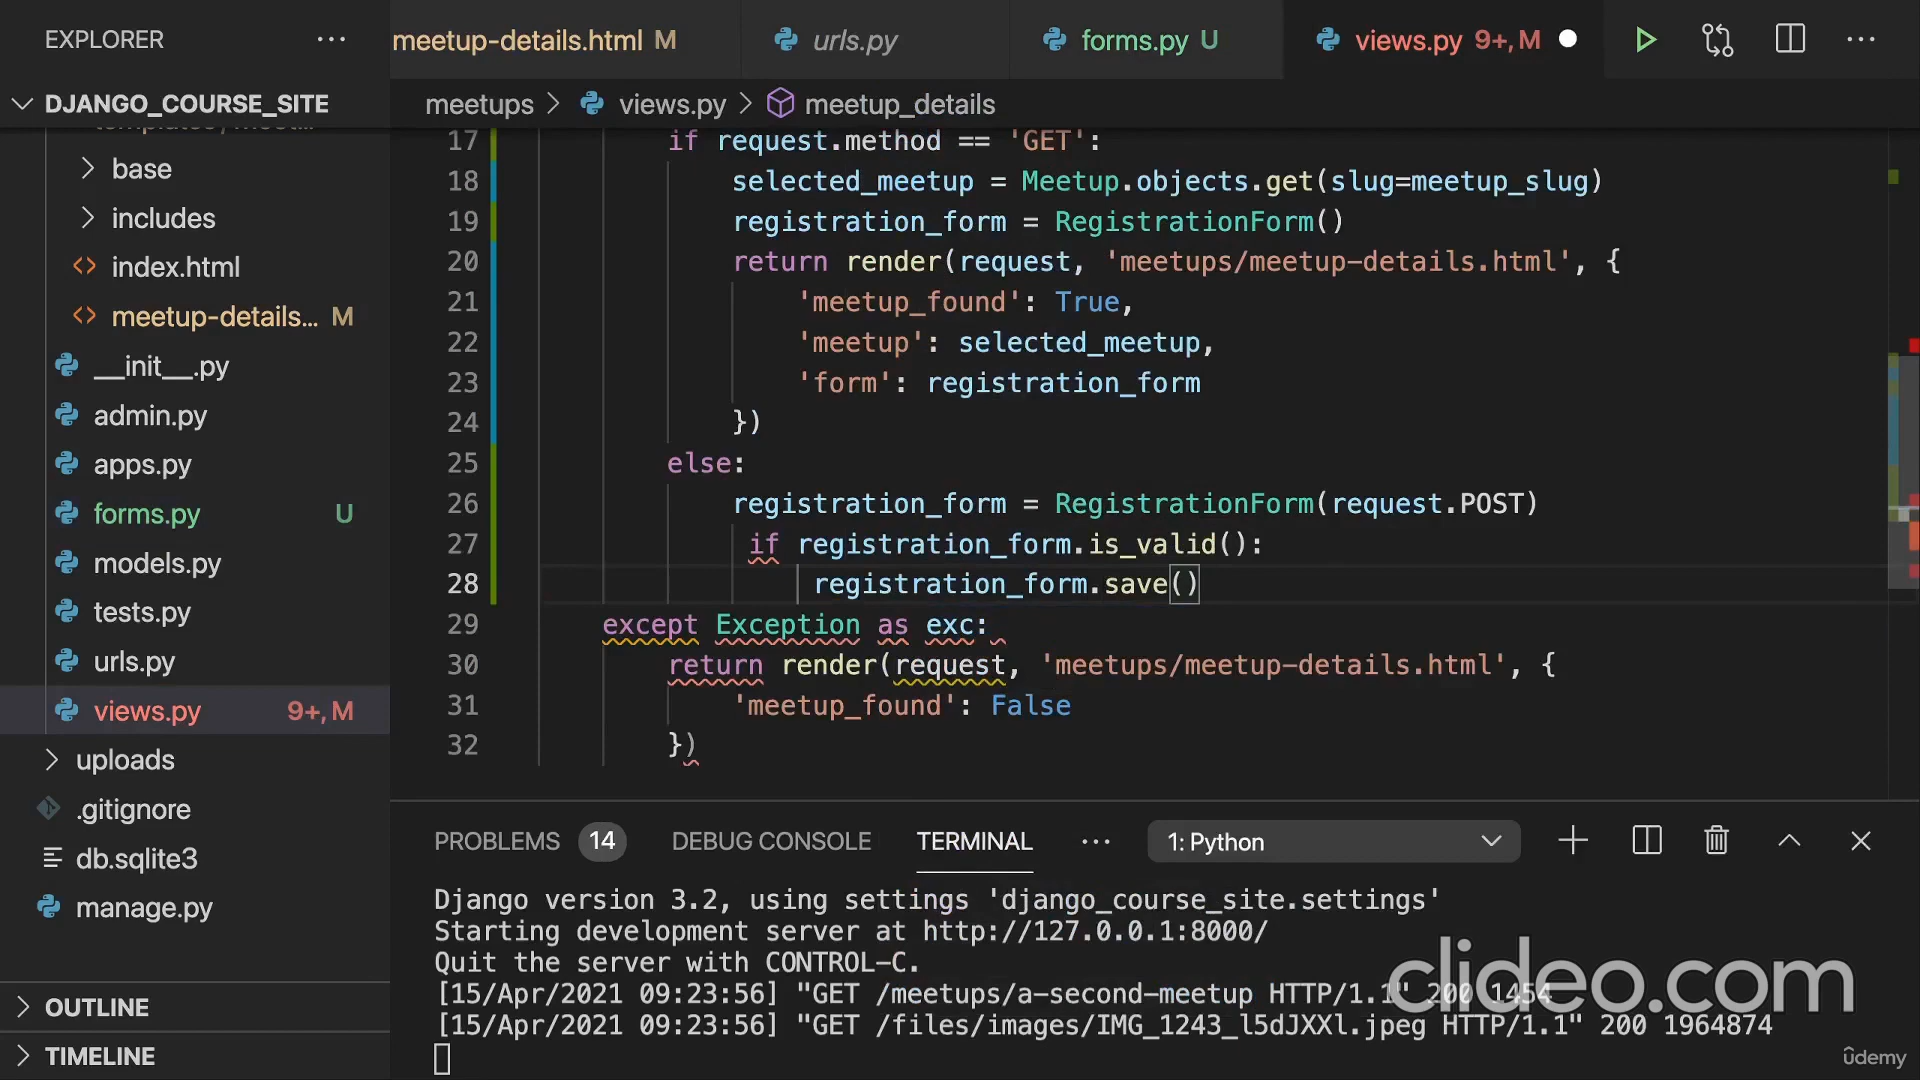 EXPLORER
meetup-details.html M
urls.py
forms.py U
views.py 9+, M
DJANGO_COURSE_SITE
meetups > views.py > meetup_details
base
includes
index.html
meetup-details... M
__init__.py
admin.py
apps.py
forms.py U
models.py
tests.py
urls.py
views.py 9+, M
uploads
.gitignore
db.sqlite3
manage.py
OUTLINE
TIMELINE
17 if request.method == 'GET':
18 selected_meetup = Meetup.objects.get(slug=meetup_slug)
19 registration_form = RegistrationForm()
20 return render(request, 'meetups/meetup-details.html', {
21 'meetup_found': True,
22 'meetup': selected_meetup,
23 'form': registration_form
24 })
25 else:
26 registration_form = RegistrationForm(request.POST)
27 if registration_form.is_valid():
28 registration_form.save()
29 except Exception as exc:
30 return render(request, 'meetups/meetup-details.html', {
31 'meetup_found': False
32 })
PROBLEMS 14 DEBUG CONSOLE TERMINAL 1: Python
Django version 3.2, using settings 'django_course_site.settings'
Starting development server at http://127.0.0.1:8000/
Quit the server with CONTROL-C.
[15/Apr/2021 09:23:56] "GET /meetups/a-second-meetup HTTP/1.1" 200 1454
[15/Apr/2021 09:23:56] "GET /files/images/IMG_1243_l5dJXXl.jpeg HTTP/1.1" 200 1964874
clideo.com
ûdemy